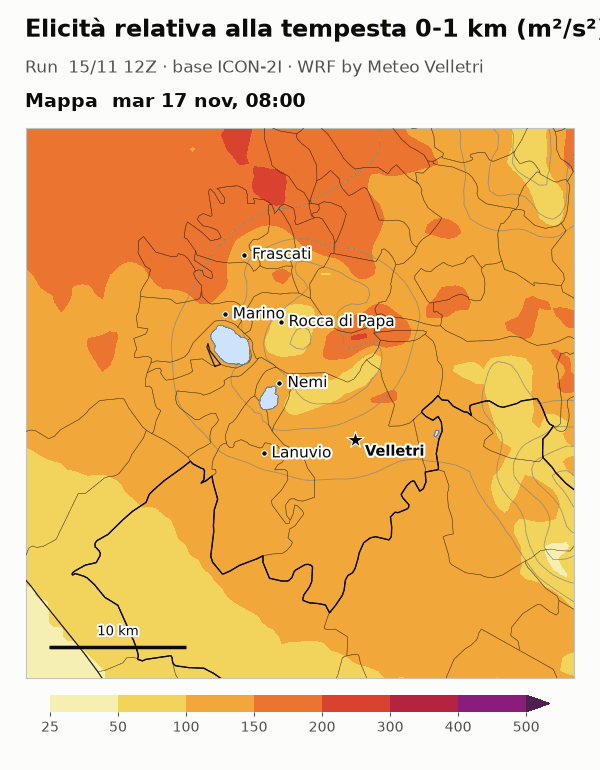 Elicità relativa alla tempesta 0-1 km (m²/s²)
Run  15/11 12Z · base ICON-2I · WRF by Meteo Velletri
Mappa  mar 17 nov, 08:00
Frascati
Marino
Rocca di Papa
Nemi
Velletri
Lanuvio
10 km
25 50 100 150 200 300 400 500